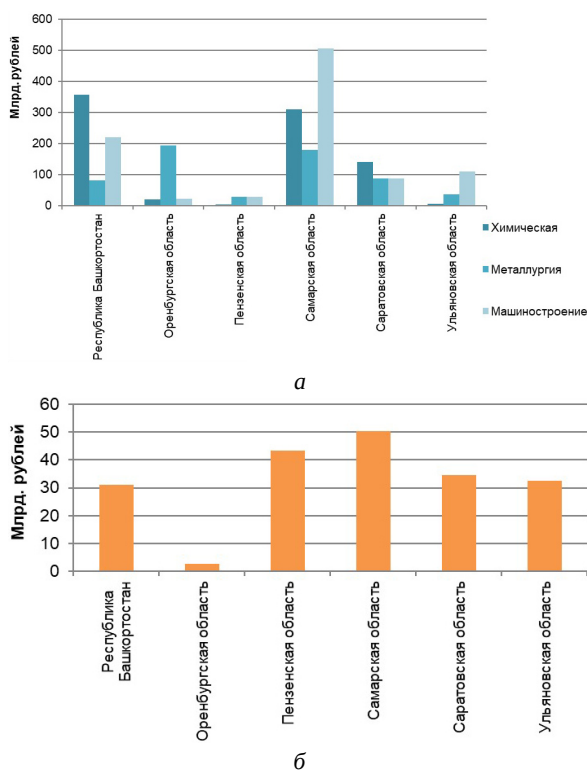 Млрд. рублей
600
500
400
300
200
100
0
Республика Башкортостан
Оренбургская область
Пензенская область
Самарская область
Саратовская область
Ульяновская область
Химическая
Металлургия
Машиностроение
а
Млрд. рублей
60
50
40
30
20
10
0
Республика
Башкортостан
Оренбургская область
Пензенская область
Самарская область
Саратовская область
Ульяновская область
б